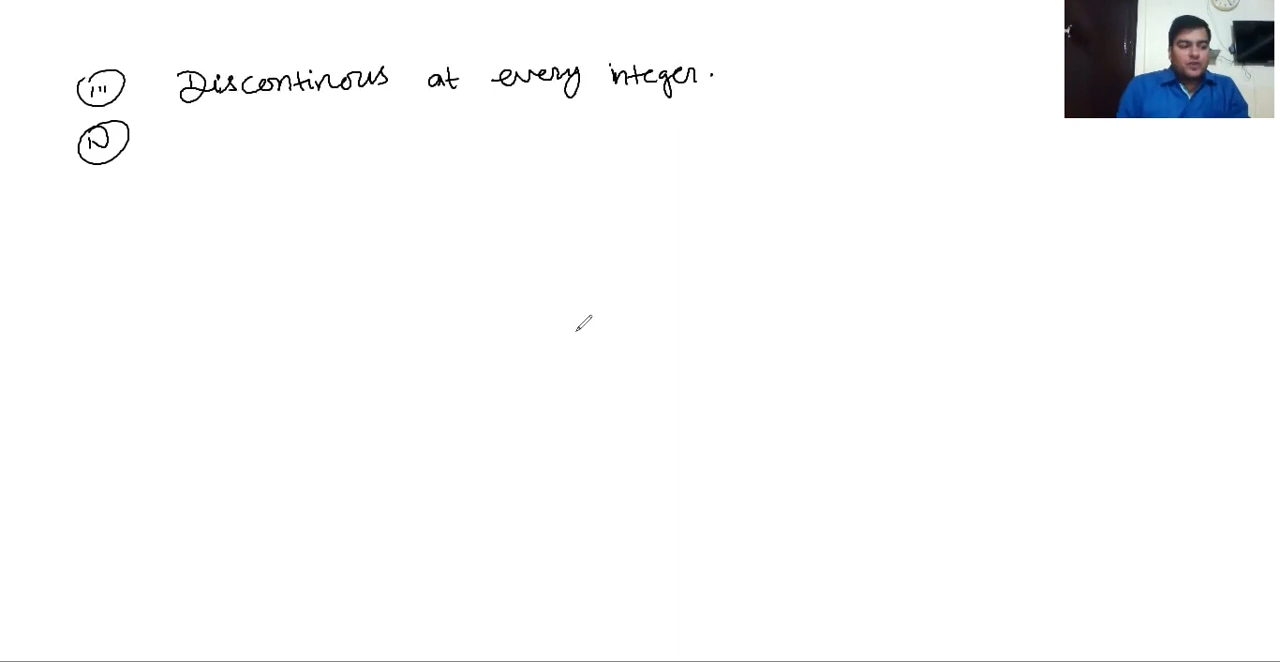 (iii) Discontinous at every integer.
(iv)